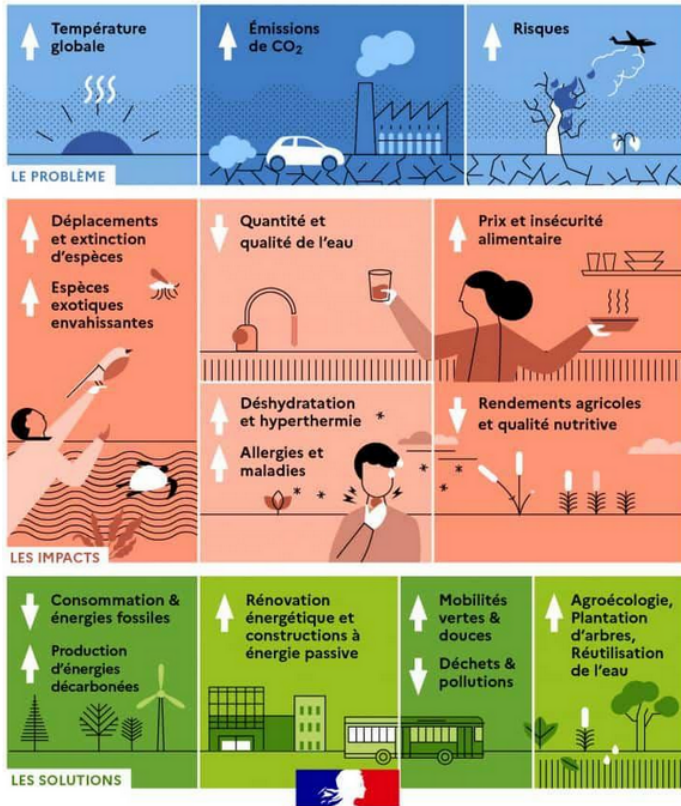 Température
globale
Émissions
de CO₂
Risques
LE PROBLÈME
Déplacements
et extinction
d'espèces
Espèces
exotiques
envahissantes
Quantité et
qualité de l'eau
Prix et insécurité
alimentaire
Déshydratation
et hyperthermie
Allergies et
maladies
Rendements agricoles
et qualité nutritive
LES IMPACTS
Consommation &
énergies fossiles
Production
d'énergies
décarbonées
Rénovation
énergétique et
constructions à
énergie passive
Mobilités
vertes &
douces
Déchets &
pollutions
Agroécologie,
Plantation
d'arbres,
Réutilisation
de l'eau
LES SOLUTIONS